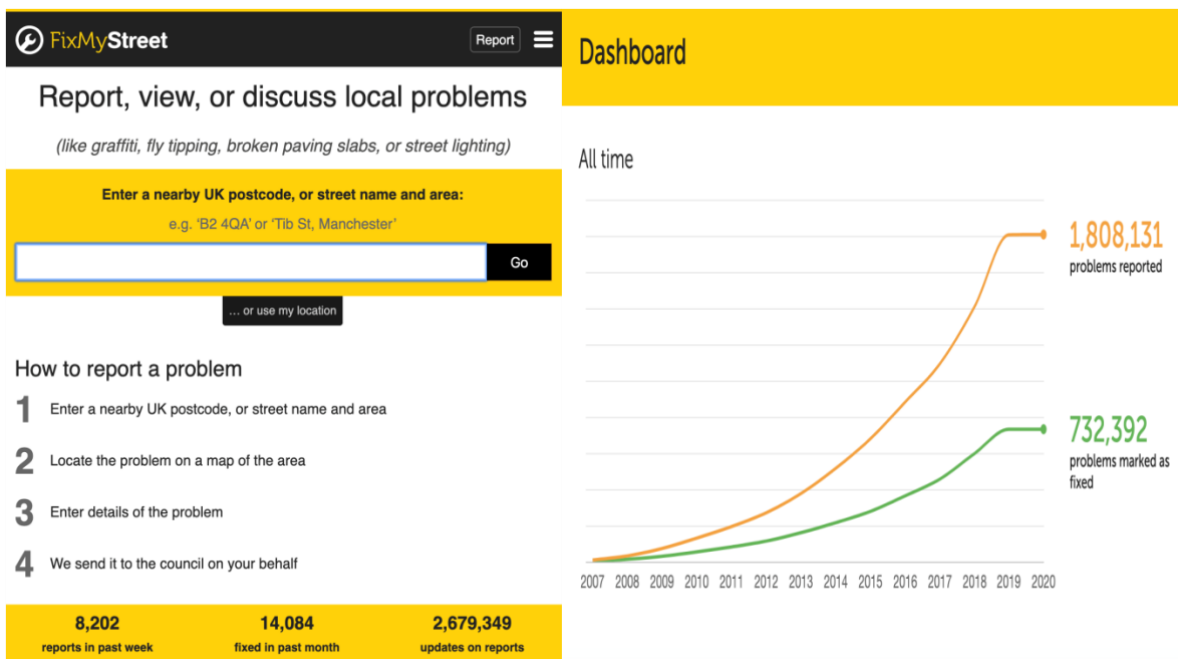 FixMyStreet
Report
Report, view, or discuss local problems
(like graffiti, fly tipping, broken paving slabs, or street lighting)
Enter a nearby UK postcode, or street name and area:
e.g. ‘B2 4QA’ or ‘Tib St, Manchester’
Go
... or use my location
How to report a problem
1 Enter a nearby UK postcode, or street name and area
2 Locate the problem on a map of the area
3 Enter details of the problem
4 We send it to the council on your behalf
8,202 14,084 2,679,349
reports in past week fixed in past month updates on reports
Dashboard
All time
1,808,131
problems reported
732,392
problems marked as
fixed
2007 2008 2009 2010 2011 2012 2013 2014 2015 2016 2017 2018 2019 2020